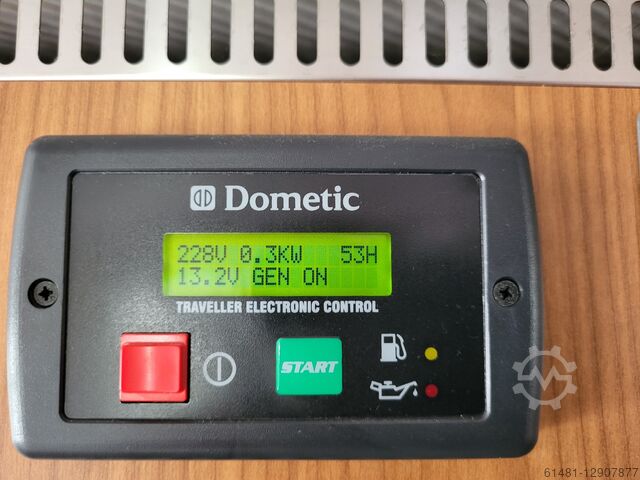 Dometic
228V 0.3KW 53H
13.2V GEN ON
TRAVELLER ELECTRONIC CONTROL
START
61481-12907877